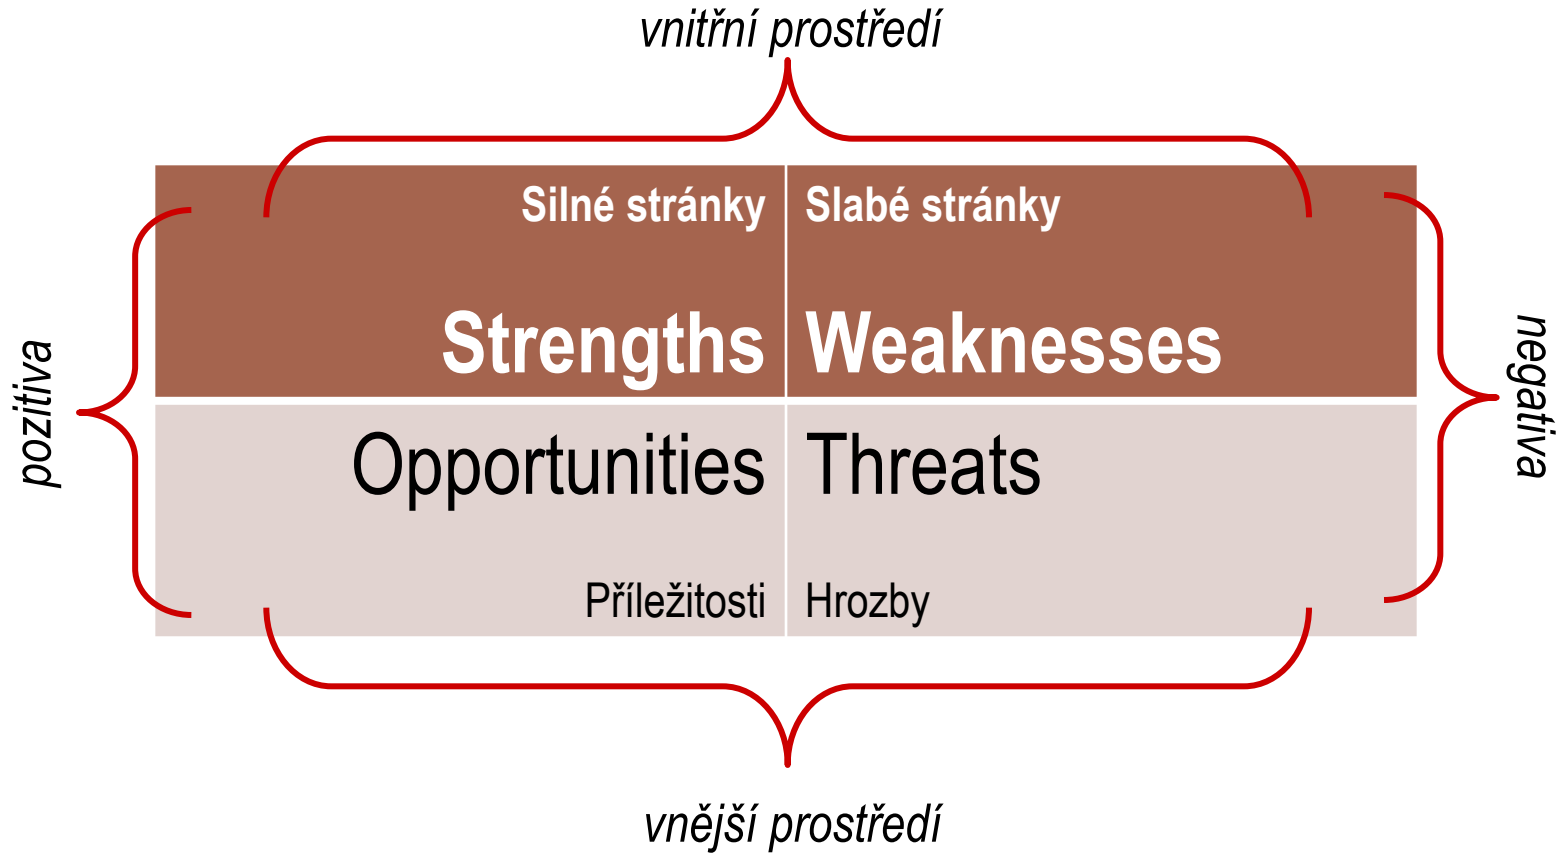 vnitřní prostředí
Silné stránky
Slabé stránky
Strengths
Weaknesses
pozitiva
negativa
Opportunities
Threats
Příležitosti
Hrozby
vnější prostředí